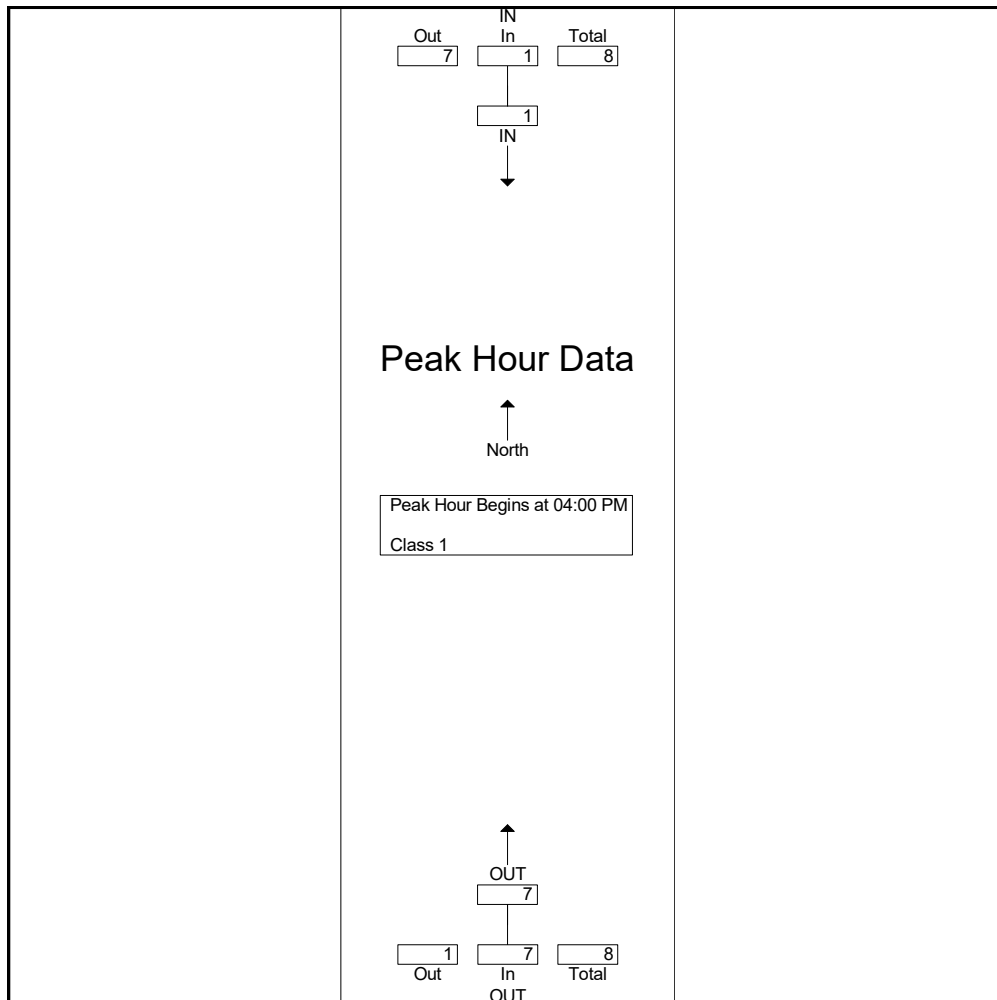 IN
Out In Total
7 1 8
1
IN
Peak Hour Data
North
Peak Hour Begins at 04:00 PM
Class 1
OUT
7
1 7 8
Out In Total
OUT